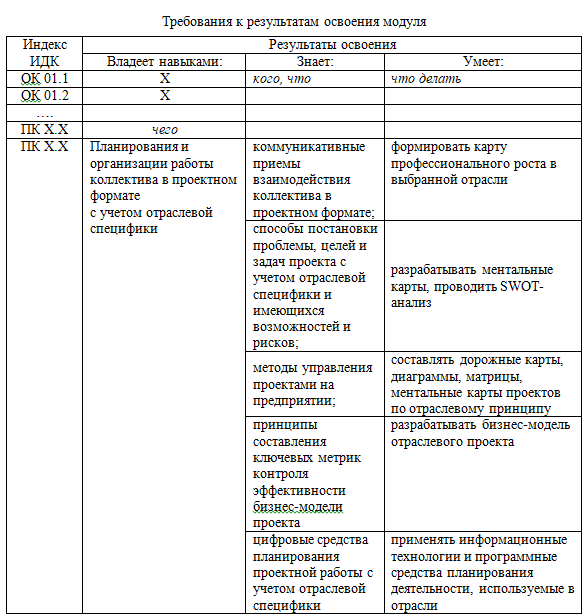 Требования к результатам освоения модуля
Индекс ИДК
Результаты освоения
Владеет навыками:
Знает:
Умеет:
ОК 01.1
Х
кого, что
что делать
ОК 01.2
Х
….
ПК Х.Х
чего
ПК Х.Х
Планирования и
организации работы
коллектива в проектном
формате
с учетом отраслевой
специфики
коммуникативные
приемы
взаимодействия
коллектива в
проектном формате;
формировать карту
профессионального роста в
выбранной отрасли
способы постановки
проблемы, целей и
задач проекта с
учетом отраслевой
специфики и
имеющихся
возможностей и
рисков;
разрабатывать ментальные
карты, проводить SWOT-
анализ
методы управления
проектами на
предприятии;
составлять дорожные карты,
диаграммы, матрицы,
ментальные карты проектов
по отраслевому принципу
принципы
составления
ключевых метрик
контроля
эффективности
бизнес-модели
проекта
разрабатывать бизнес-модель
отраслевого проекта
цифровые средства
планирования
проектной работы с
учетом отраслевой
специфики
применять информационные
технологии и программные
средства планирования
деятельности, используемые в
отрасли